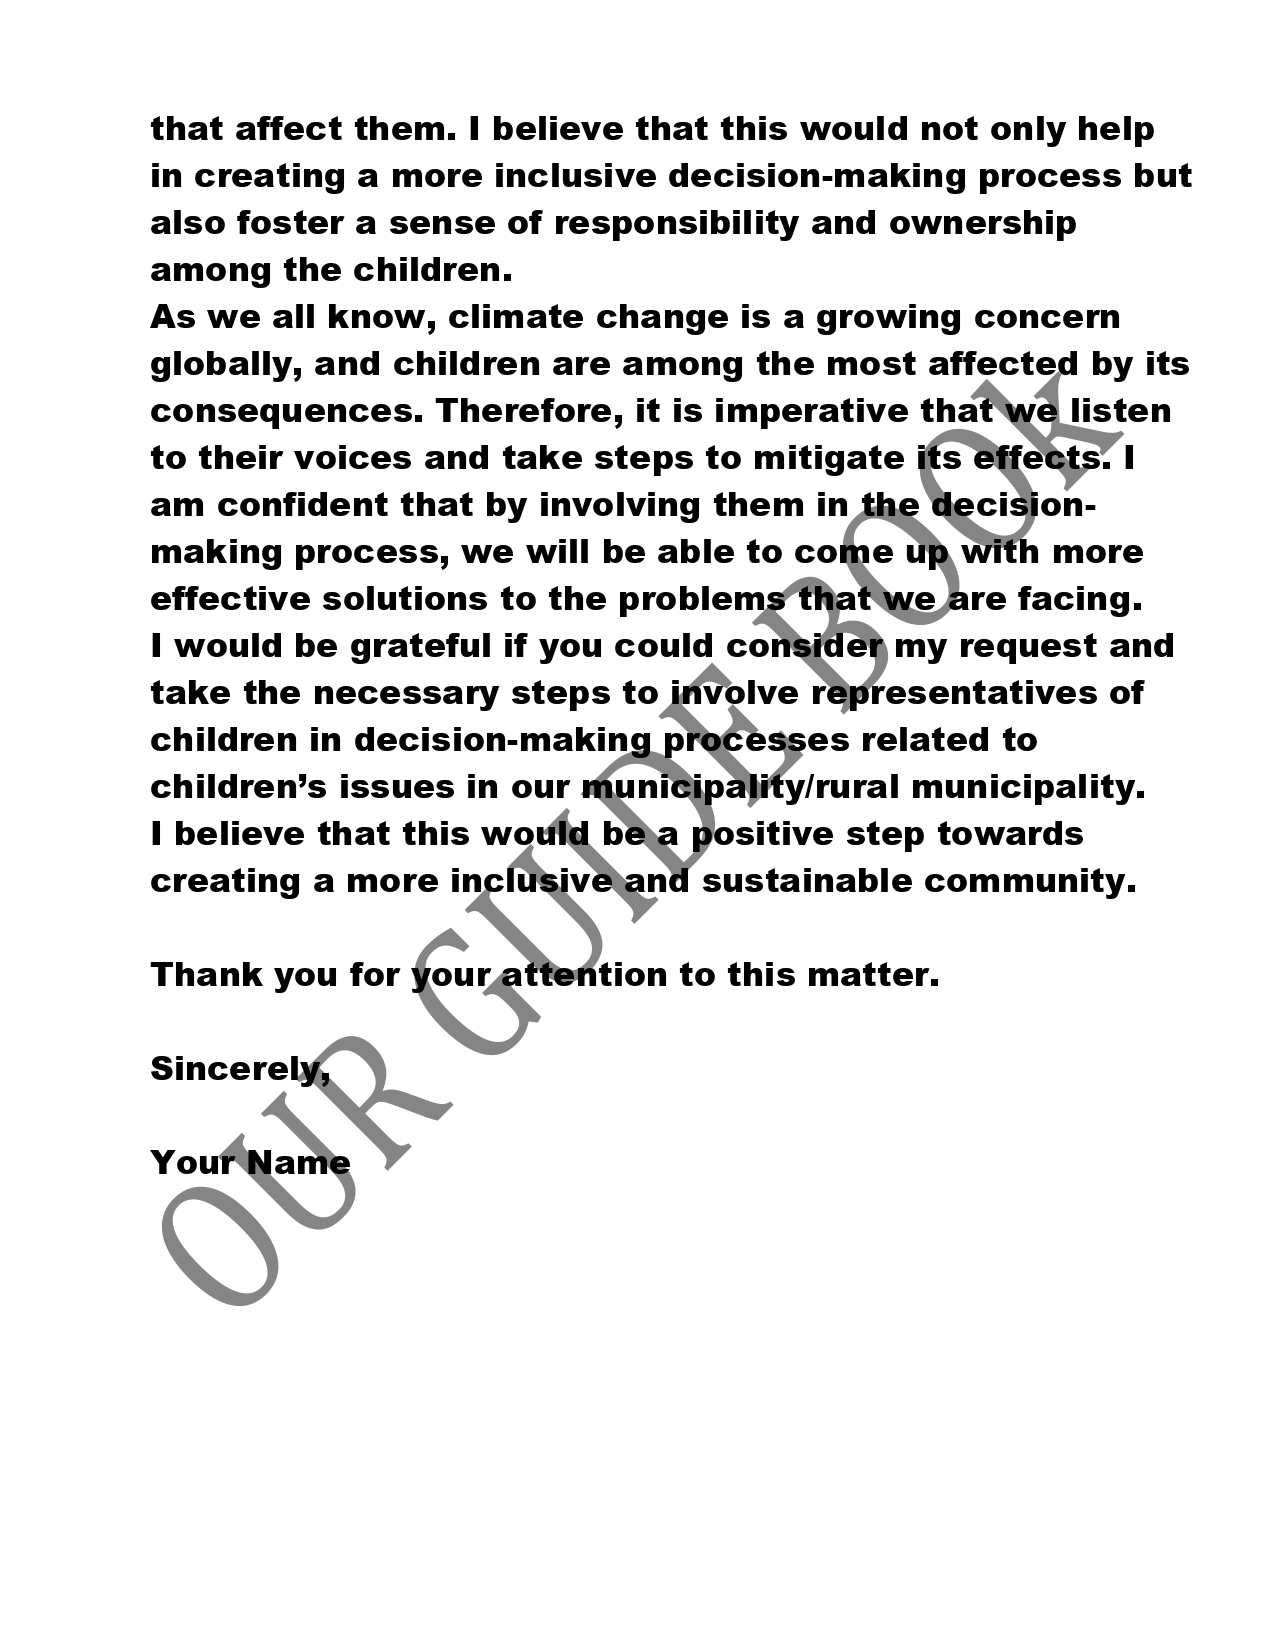 that affect them. I believe that this would not only help
in creating a more inclusive decision-making process but
also foster a sense of responsibility and ownership
among the children.
As we all know, climate change is a growing concern
globally, and children are among the most affected by its
consequences. Therefore, it is imperative that we listen
to their voices and take steps to mitigate its effects. I
am confident that by involving them in the decision-
making process, we will be able to come up with more
effective solutions to the problems that we are facing.
I would be grateful if you could consider my request and
take the necessary steps to involve representatives of
children in decision-making processes related to
children’s issues in our municipality/rural municipality.
I believe that this would be a positive step towards
creating a more inclusive and sustainable community.
Thank you for your attention to this matter.
Sincerely,
Your Name
OUR GUIDE BOOk